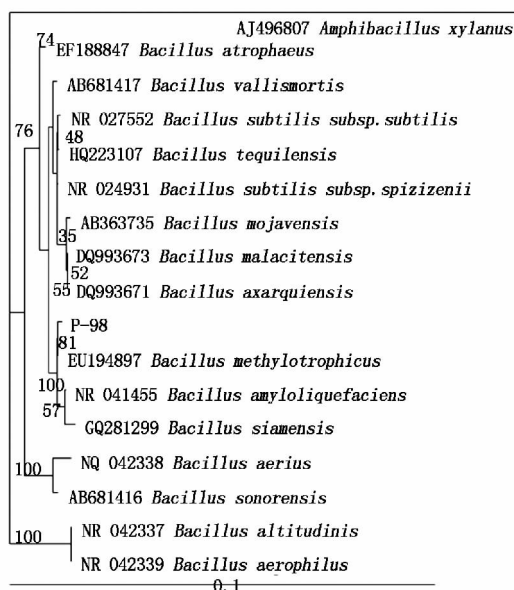 AJ496807 Amphibacillus xylanus
74
EF188847 Bacillus atrophaeus
AB681417 Bacillus vallismortis
76
NR 027552 Bacillus subtilis subsp.subtilis
48
HQ223107 Bacillus tequilensis
NR 024931 Bacillus subtilis subsp.spizizenii
AB363735 Bacillus mojavensis
35
DQ993673 Bacillus malacitensis
52
55
DQ993671 Bacillus axarquiensis
P-98
81
EU194897 Bacillus methylotrophicus
100
NR 041455 Bacillus amyloliquefaciens
57
GQ281299 Bacillus siamensis
NQ 042338 Bacillus aerius
100
AB681416 Bacillus sonorensis
NR 042337 Bacillus altitudinis
100
NR 042339 Bacillus aerophilus
0.1